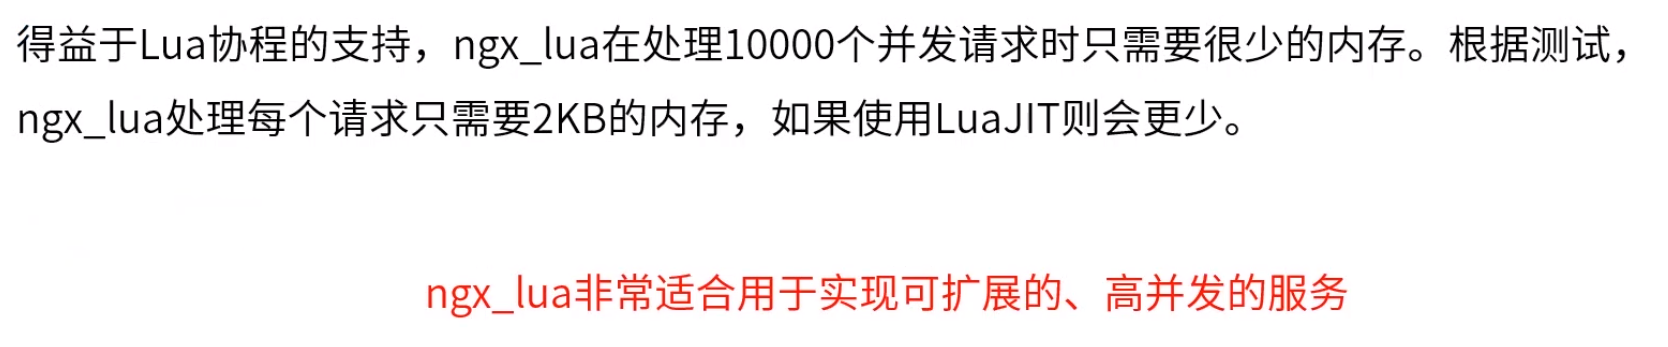 得益于Lua协程的支持，ngx_lua在处理10000个并发请求时只需要很少的内存。根据测试，
ngx_lua处理每个请求只需要2KB的内存，如果使用LuaJIT则会更少。
ngx_lua非常适合用于实现可扩展的、高并发的服务